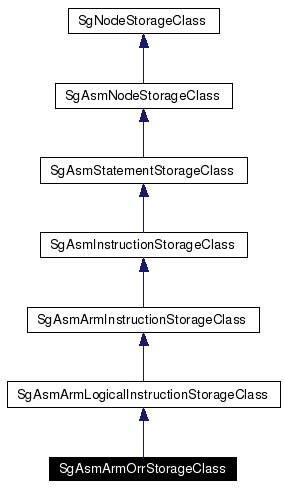 SgNodeStorageClass
SgAsmNodeStorageClass
SgAsmStatementStorageClass
SgAsmInstructionStorageClass
SgAsmArmInstructionStorageClass
SgAsmArmLogicalInstructionStorageClass
SgAsmArmOrrStorageClass